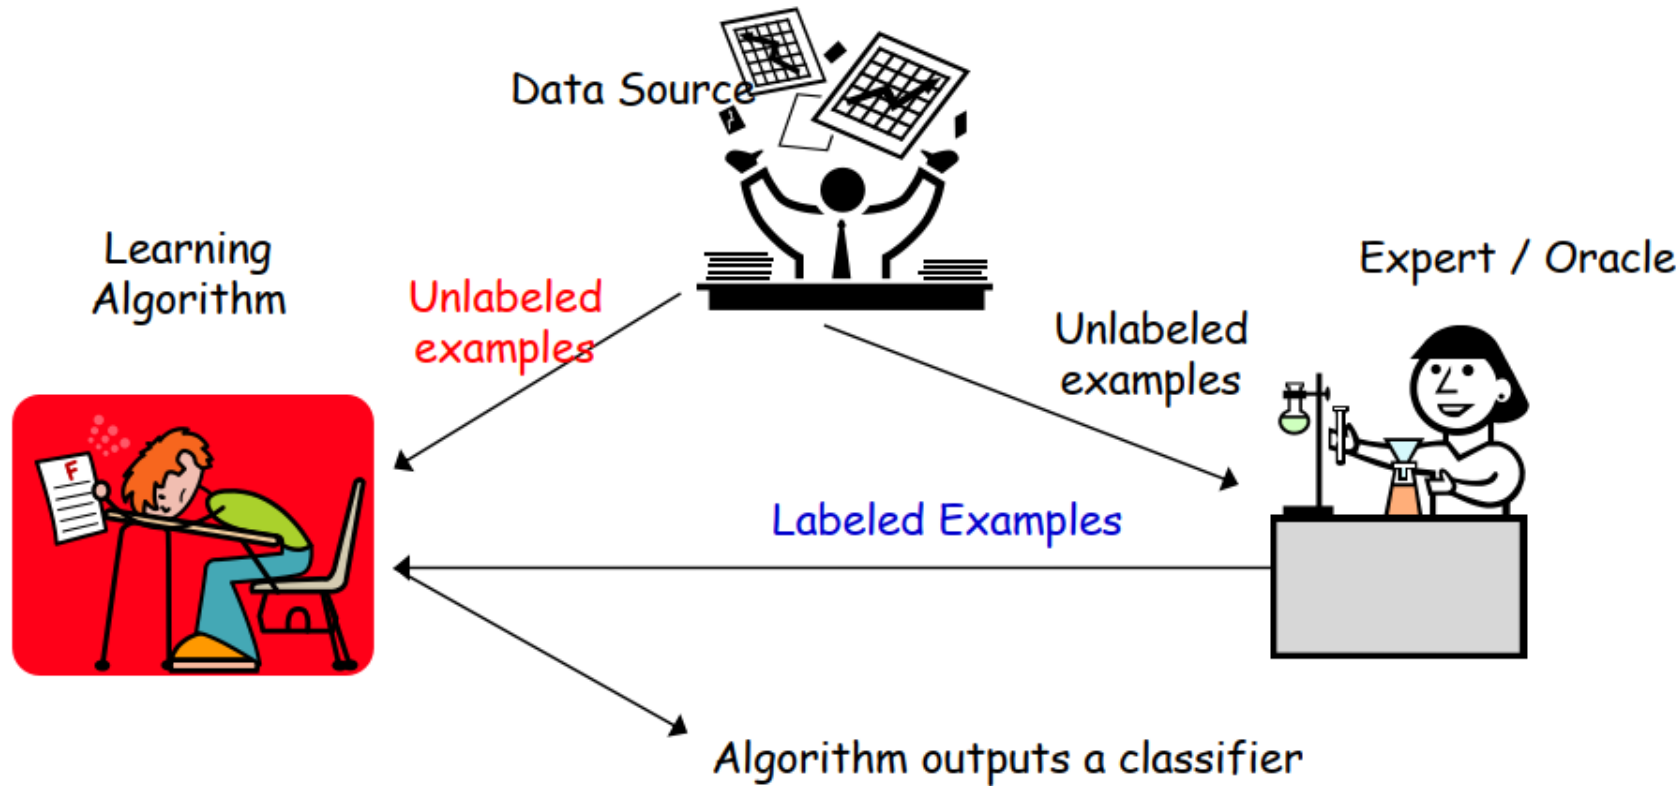 Data Source
Learning
Algorithm
Unlabeled
examples
Expert / Oracle
Unlabeled
examples
F
Labeled Examples
Algorithm outputs a classifier